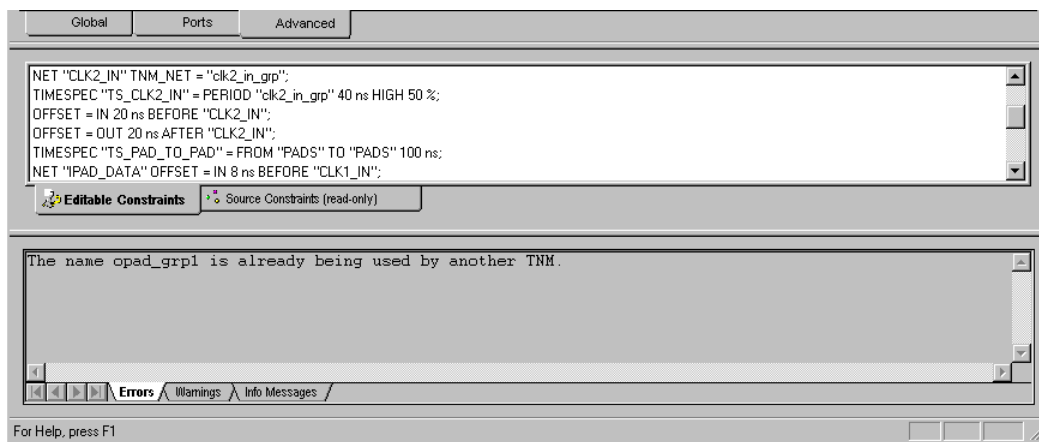 Global Ports Advanced
NET "CLK2_IN" TNM_NET = "clk2_in_grp";
TIMESPEC "TS_CLK2_IN" = PERIOD "clk2_in_grp" 40 ns HIGH 50 %;
OFFSET = IN 20 ns BEFORE "CLK2_IN";
OFFSET = OUT 20 ns AFTER "CLK2_IN";
TIMESPEC "TS_PAD_TO_PAD" = FROM "PADS" TO "PADS" 100 ns;
NET "IPAD_DATA" OFFSET = IN 8 ns BEFORE "CLK1_IN";
Editable Constraints Source Constraints (read-only)
The name opad_grp1 is already being used by another TNM.
Errors Warnings Info Messages
For Help, press F1